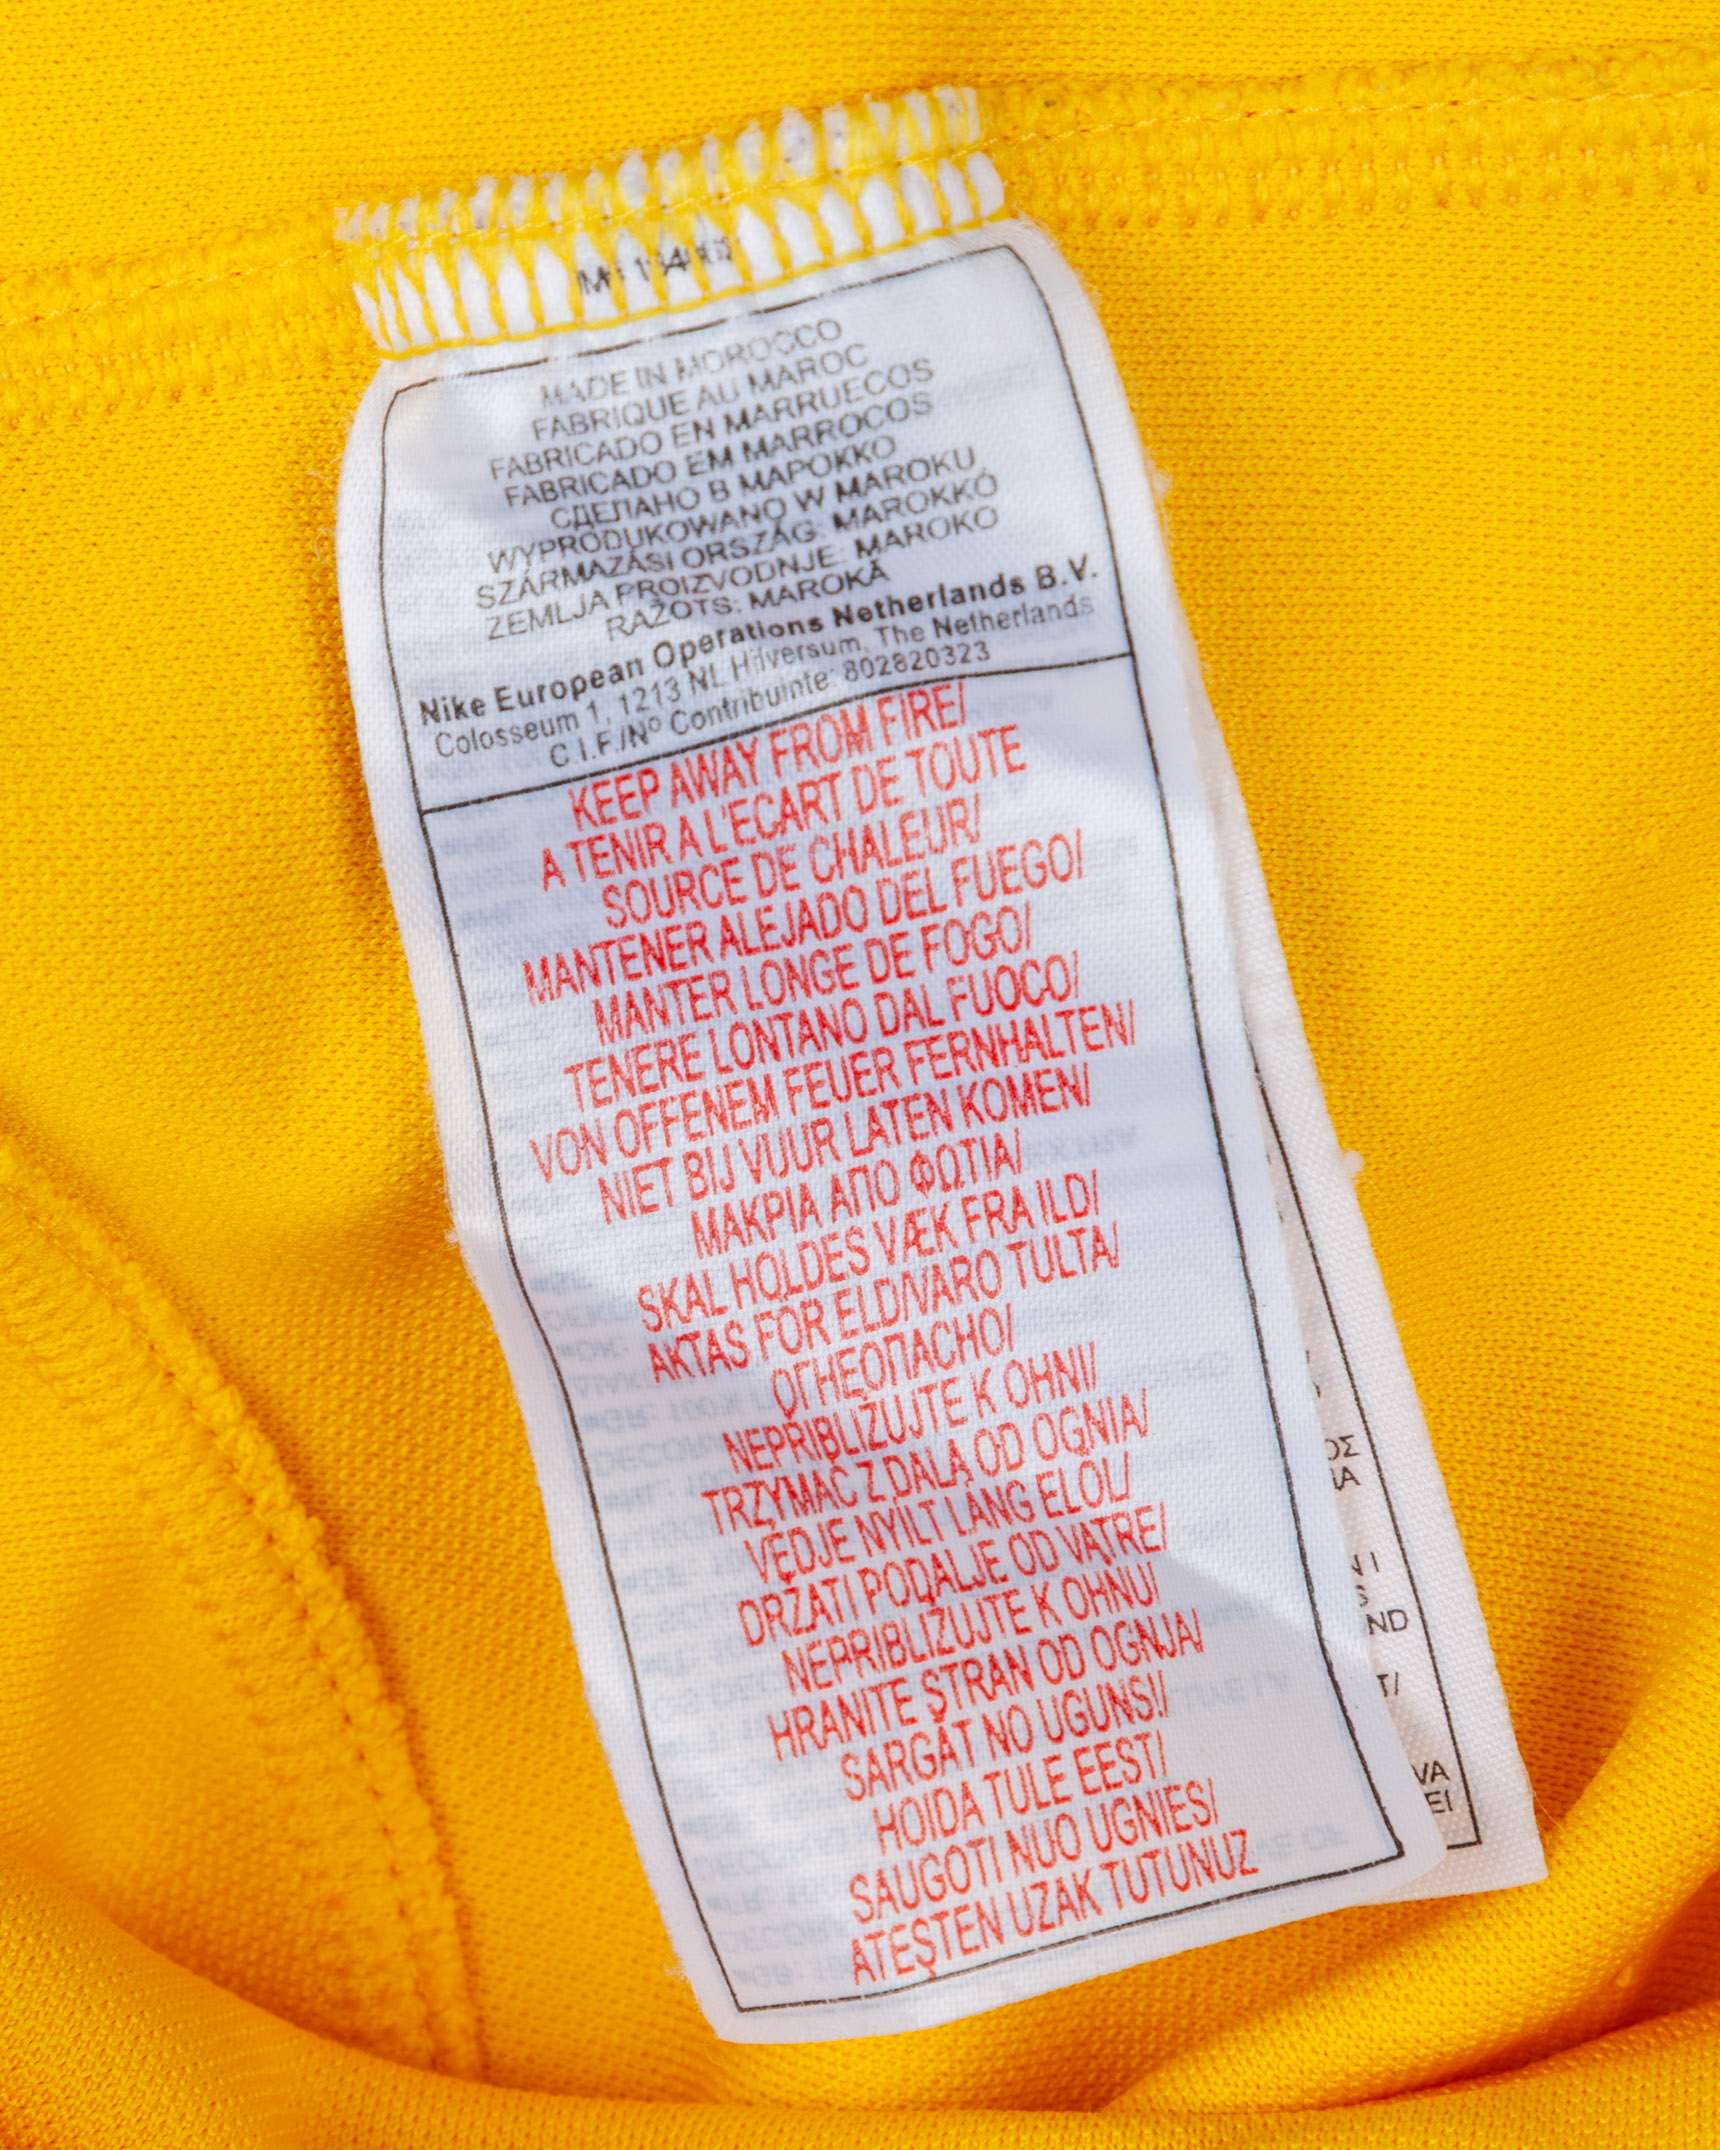 MADE IN MOROCCO
FABRIQUE AU MAROC
FABRICADO EN MARRUECOS
FABRICADO EM MARROCOS
СДЕЛАНО В МАРОККО
WYPRODUKOWANO W MAROKU
SZÁRMAZÁSI ORSZÁG: MAROKKÓ
ZEMLJA PROIZVODNJE: MAROKO
RAŽOTS: MAROKĀ
Nike European Operations Netherlands B.V.
Colosseum 1, 1213 NL Hilversum, The Netherlands
C.I.F./Nº Contribuinte: 802820323
KEEP AWAY FROM FIRE/
A TENIR A L'ECART DE TOUTE
SOURCE DE CHALEUR/
MANTENER ALEJADO DEL FUEGO/
MANTER LONGE DE FOGO/
TENERE LONTANO DAL FUOCO/
VON OFFENEM FEUER FERNHALTEN/
NIET BIJ VUUR LATEN KOMEN/
ΜΑΚΡΙΑ ΑΠΟ ΦΩΤΙΑ/
SKAL HOLDES VÆK FRA ILD/
AKTAS FÖR ELD/VARO TULTA/
ОГНЕОПАСНО/
NEPŘIBLIŽUJTE K OHNI/
TRZYMAĆ Z DALA OD OGNIA/
VÉDJE NYÍLT LÁNG ELŐL/
DRŽATI PODALJE OD VATRE/
NEPRIBLIŽUJTE K OHŇU/
HRANITE STRAN OD OGNJA/
SARGĀT NO UGUNS!/
HOIDA TULE EEST/
SAUGOTI NUO UGNIES/
ATEŞTEN UZAK TUTUNUZ
ND
T/
VA
EI